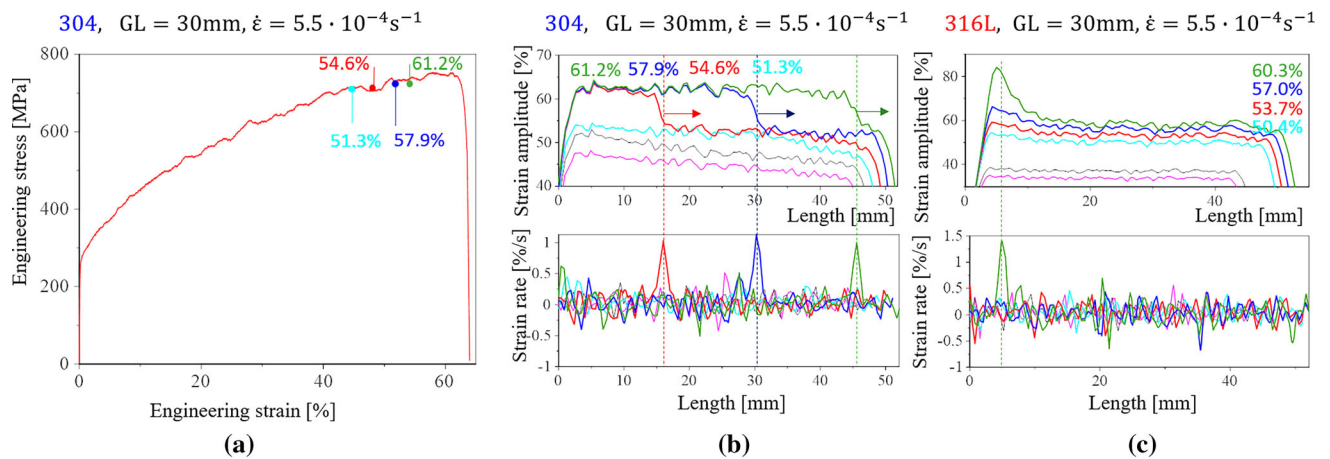 304, GL = 30mm, ε̇ = 5.5 · 10⁻⁴s⁻¹
304, GL = 30mm, ε̇ = 5.5 · 10⁻⁴s⁻¹
316L, GL = 30mm, ε̇ = 5.5 · 10⁻⁴s⁻¹
Engineering stress [MPa]
800
600
400
200
0
54.6%
61.2%
51.3%
57.9%
0
20
40
60
Engineering strain [%]
(a)
Strain amplitude [%]
70
60
50
40
61.2% 57.9% 54.6% 51.3%
0 10 20 30 40 50
Length [mm]
Strain rate [%/s]
1
0.5
0
-0.5
-1
0 10 20 30 40 50
Length [mm]
(b)
Strain amplitude [%]
80
60
40
60.3%
57.0%
53.7%
50.4%
0 20 40
Length [mm]
Strain rate [%/s]
1.5
1
0.5
0
-0.5
-1
0 20 40
Length [mm]
(c)